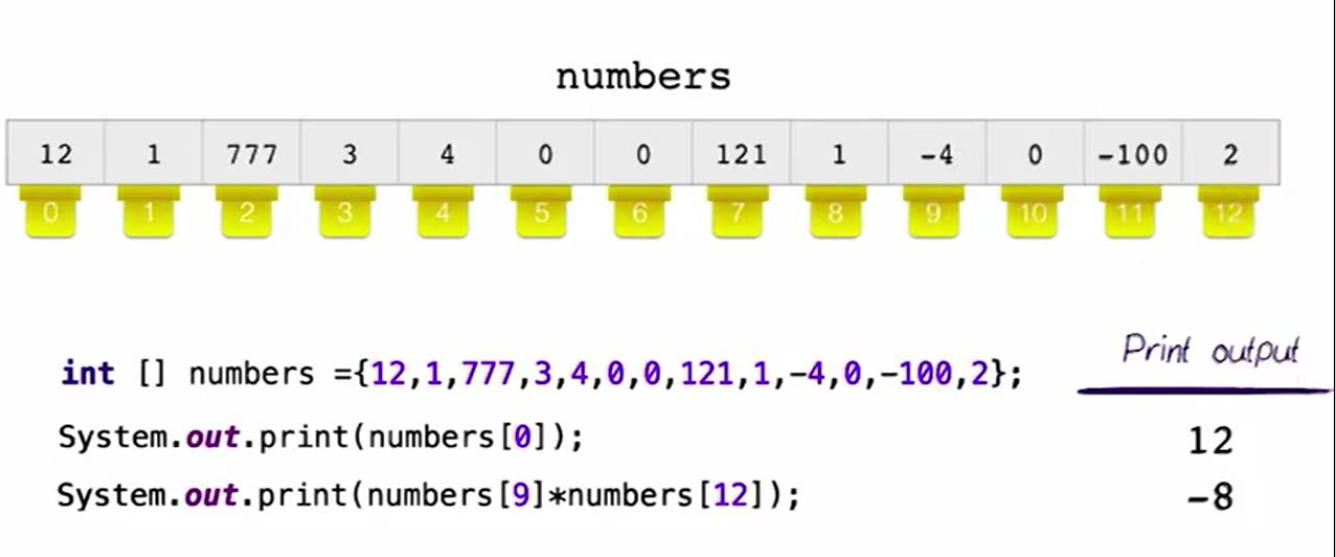 numbers
12 1 777 3 4 0 0 121 1 -4 0 -100 2
0 1 2 3 4 5 6 7 8 9 10 11 12
Print output
int [] numbers ={12,1,777,3,4,0,0,121,1,-4,0,-100,2};
System.out.print(numbers[0]); 12
System.out.print(numbers[9]*numbers[12]); -8